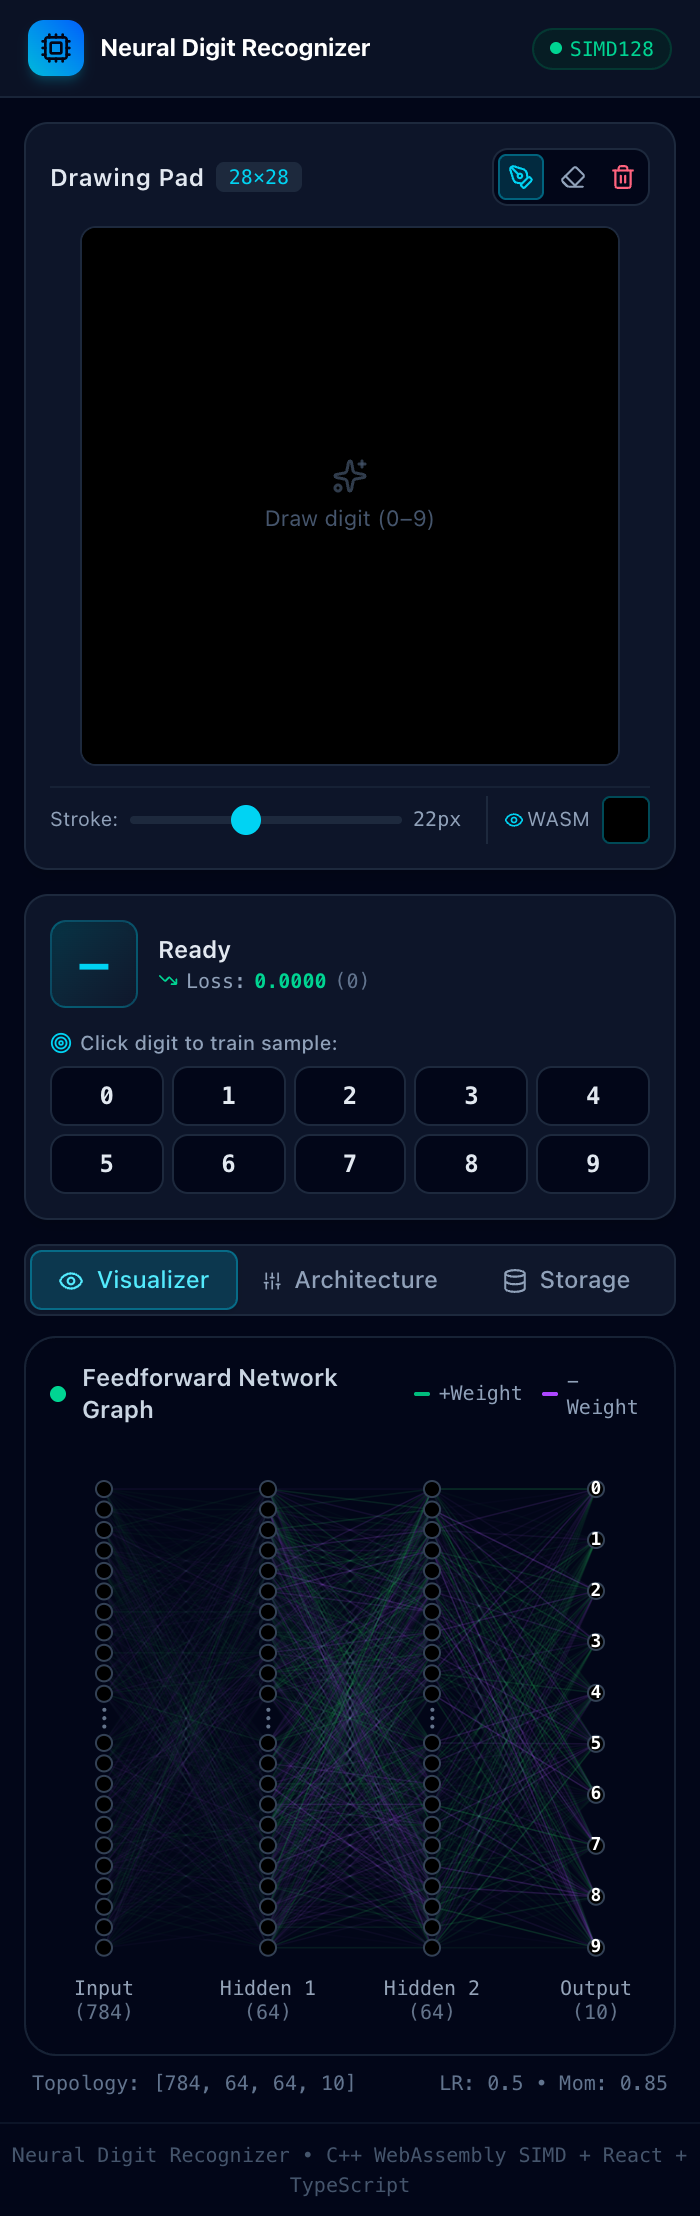 Neural Digit Recognizer
SIMD128
Drawing Pad
28×28
Draw digit (0–9)
Stroke:
22px
WASM
–
Ready
Loss: 0.0000 (0)
Click digit to train sample:
0 1 2 3 4
5 6 7 8 9
Visualizer
Architecture
Storage
Feedforward Network
Graph
+Weight
−
Weight
0
1
2
3
4
5
6
7
8
9
Input
(784)
Hidden 1
(64)
Hidden 2
(64)
Output
(10)
Topology: [784, 64, 64, 10]
LR: 0.5 • Mom: 0.85
Neural Digit Recognizer • C++ WebAssembly SIMD + React +
TypeScript